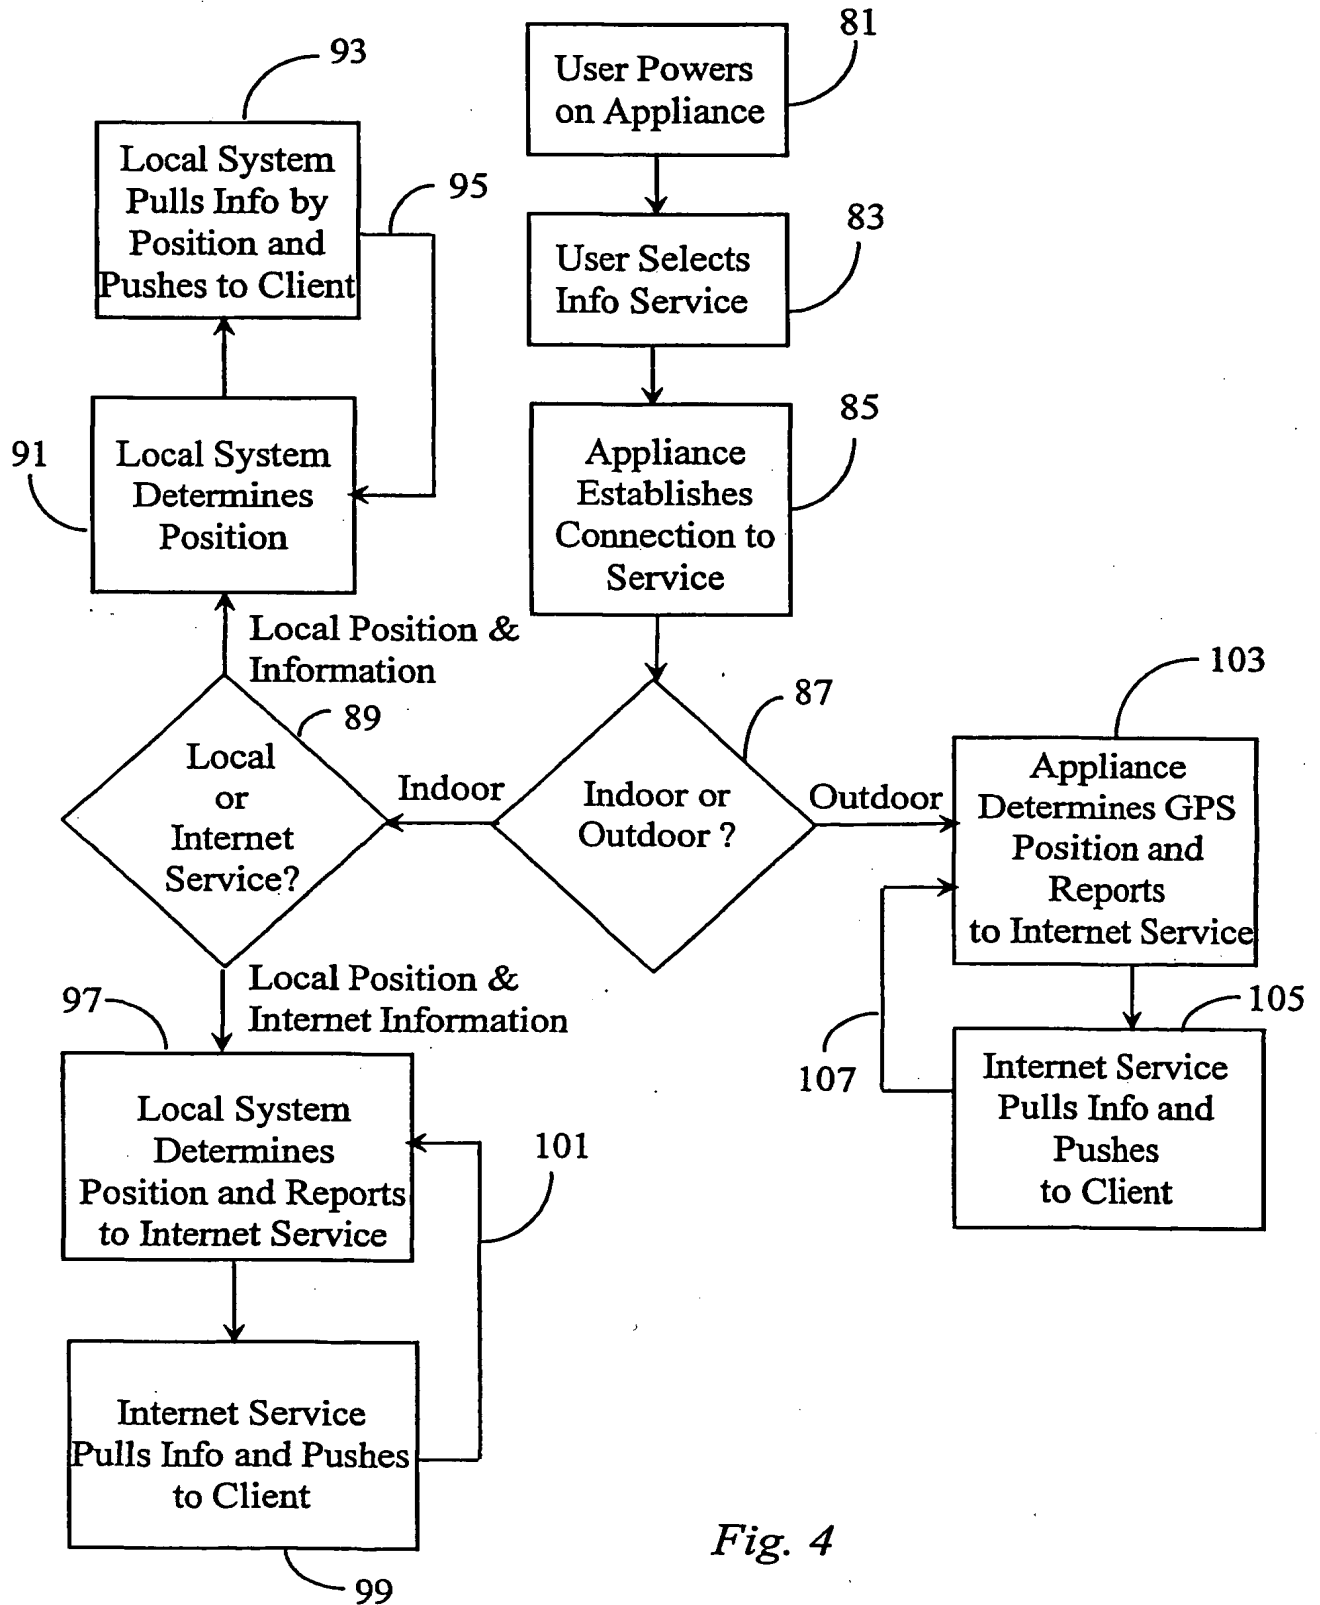 81
User Powers
on Appliance
83
User Selects
Info Service
85
Appliance
Establishes
Connection to
Service
87
Indoor or
Outdoor ?
Indoor
Outdoor
89
Local
or
Internet
Service?
Local Position &
Information
91
Local System
Determines
Position
93
Local System
Pulls Info by
Position and
Pushes to Client
95
Local Position &
Internet Information
97
Local System
Determines
Position and Reports
to Internet Service
101
Internet Service
Pulls Info and Pushes
to Client
99
103
Appliance
Determines GPS
Position and
Reports
to Internet Service
105
Internet Service
Pulls Info and
Pushes
to Client
107
Fig. 4